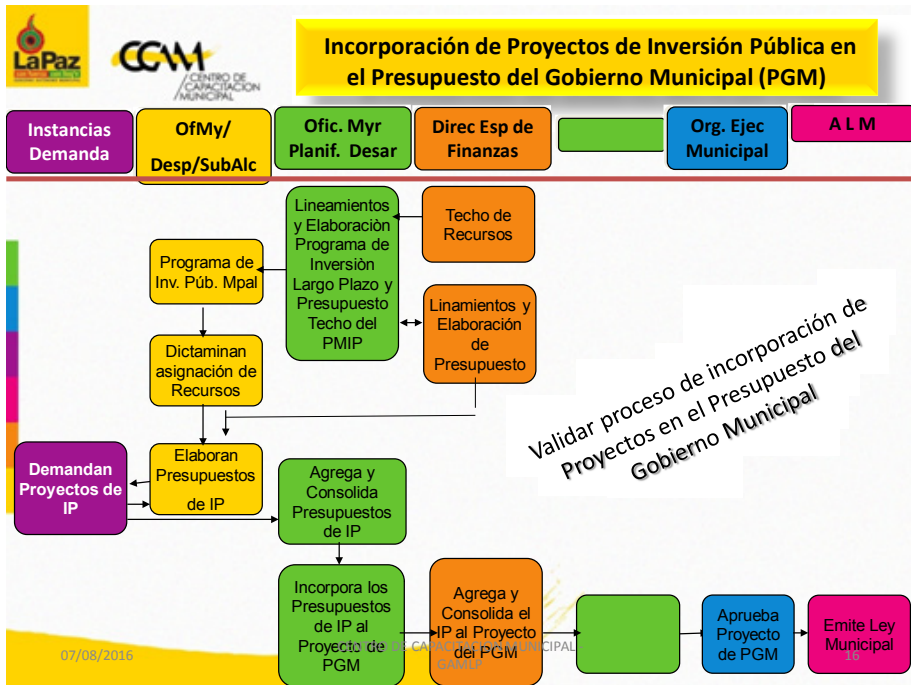 LaPaz
CCAM
CENTRO DE
CAPACITACION
MUNICIPAL
Incorporación de Proyectos de Inversión Pública en
el Presupuesto del Gobierno Municipal (PGM)
Instancias
Demanda
OfMy/
Desp/SubAlc
Ofic. Myr
Planif. Desar
Direc Esp de
Finanzas
Org. Ejec
Municipal
A L M
Lineamientos
y Elaboraciòn
Programa de
Inversiòn
Largo Plazo y
Presupuesto
Techo del
PMIP
Techo de
Recursos
Programa de
Inv. Púb. Mpal
Linamientos y
Elaboración
de
Presupuesto
Dictaminan
asignación de
Recursos
Validar proceso de incorporación de
Proyectos en el Presupuesto del
Gobierno Municipal
Demandan
Proyectos de
IP
Elaboran
Presupuestos
de IP
Agrega y
Consolida
Presupuestos
de IP
Incorpora los
Presupuestos
de IP al
Proyecto de
PGM
Agrega y
Consolida el
IP al Proyecto
del PGM
Aprueba
Proyecto
de PGM
Emite Ley
Municipal
07/08/2016
CENTRO DE CAPACITACION MUNICIPAL -
GAMLP
16